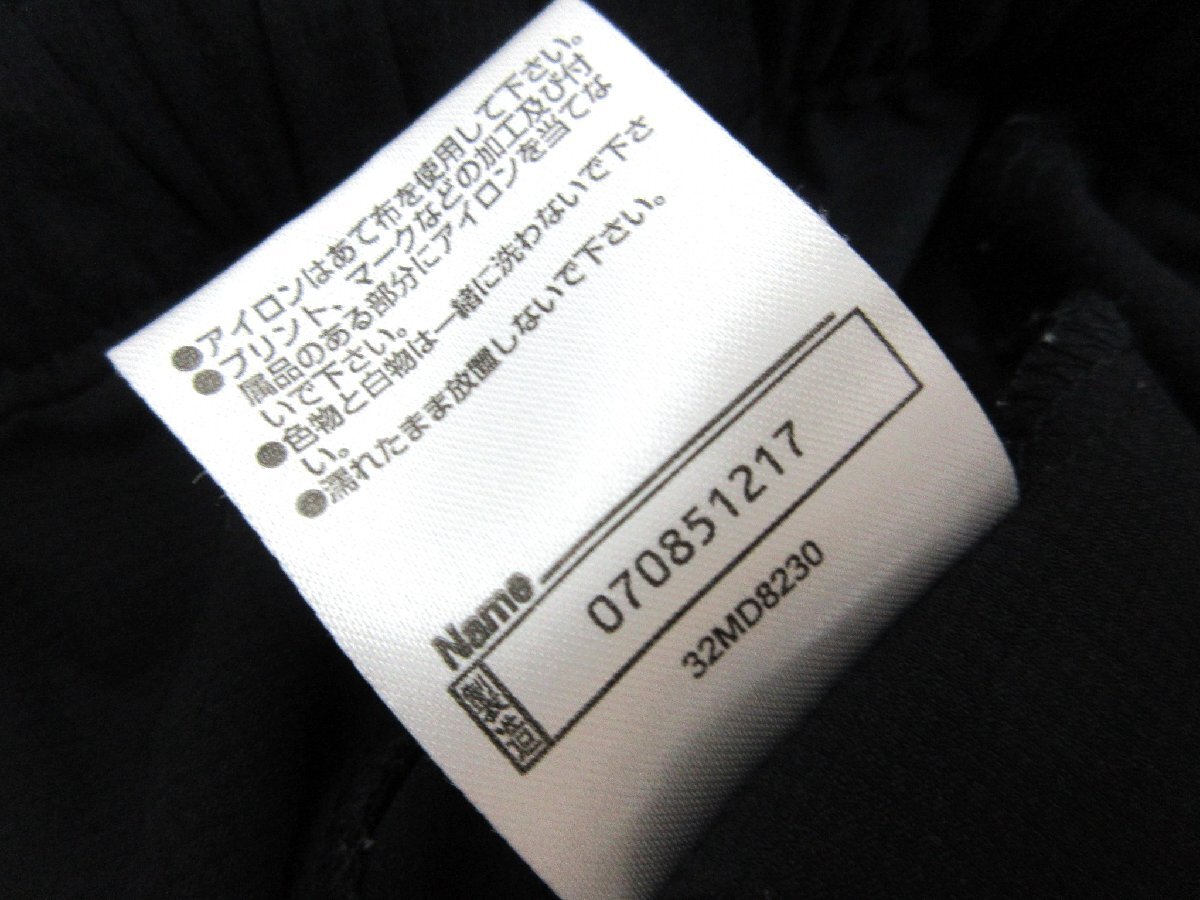 ●アイロンはあて布を使用して下さい。
●プリント、マークなどの加工及び付
属品のある部分にアイロンを当てな
いで下さい。
●色物と白物は一緒に洗わないで下さ
い。
●濡れたまま放置しないで下さい。
Name
製造 070851217
32MD8230